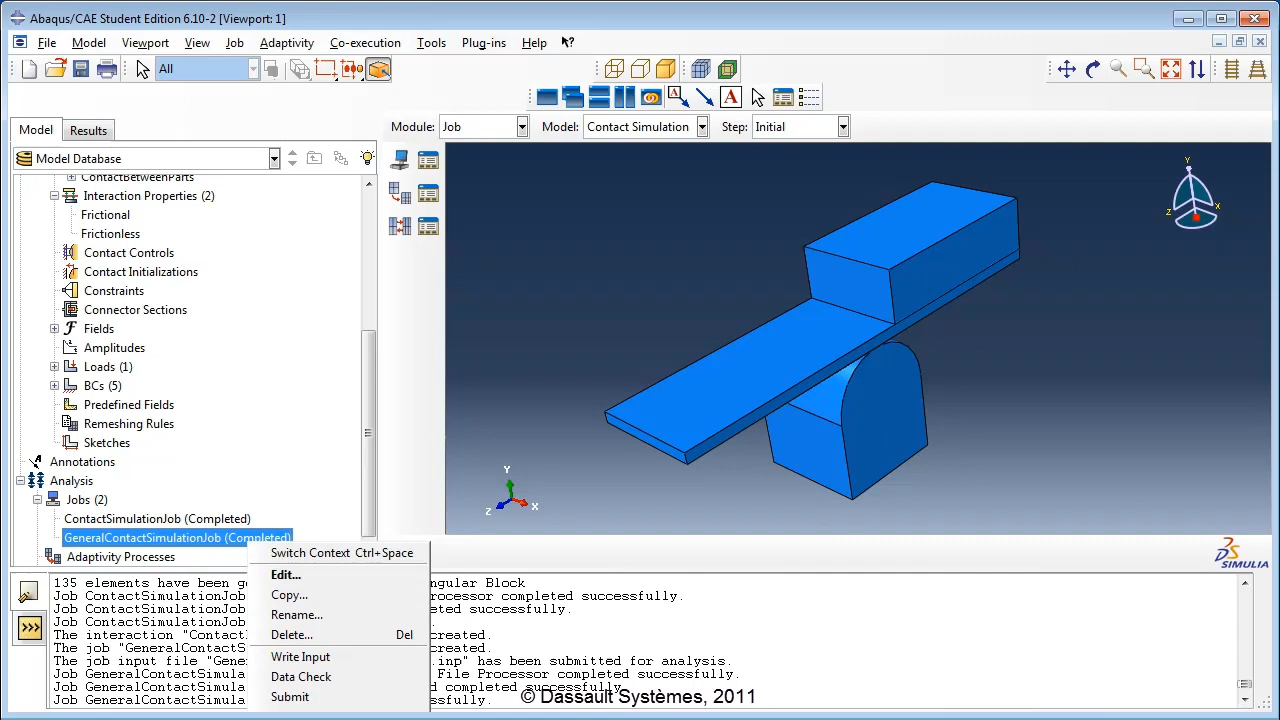 Abaqus/CAE Student Edition 6.10-2 [Viewport: 1]
File Model Viewport View Job Adaptivity Co-execution Tools Plug-ins Help
All
Model Results
Module: Job Model: Contact Simulation Step: Initial
Model Database
ContactBetweenParts
Interaction Properties (2)
Frictional
Frictionless
Contact Controls
Contact Initializations
Constraints
Connector Sections
Fields
Amplitudes
Loads (1)
BCs (5)
Predefined Fields
Remeshing Rules
Sketches
Annotations
Analysis
Jobs (2)
ContactSimulationJob (Completed)
GeneralContactSimulationJob (Completed)
Adaptivity Processes
Switch Context Ctrl+Space
Edit...
Copy...
Rename...
Delete... Del
Write Input
Data Check
Submit
Y
X
Z
Y
X
Z
SIMULIA
135 elements have been ge ngular Block
Job ContactSimulationJob rocessor completed successfully.
Job ContactSimulationJob eted successfully.
Job ContactSimulationJob
The interaction "Contac created.
The job "GeneralContactS created.
The job input file "Gene .inp" has been submitted for analysis.
Job GeneralContactSimula File Processor completed successfully.
Job GeneralContactSimula d completed successfully.
Job GeneralContactSimula sfully.
© Dassault Systèmes, 2011